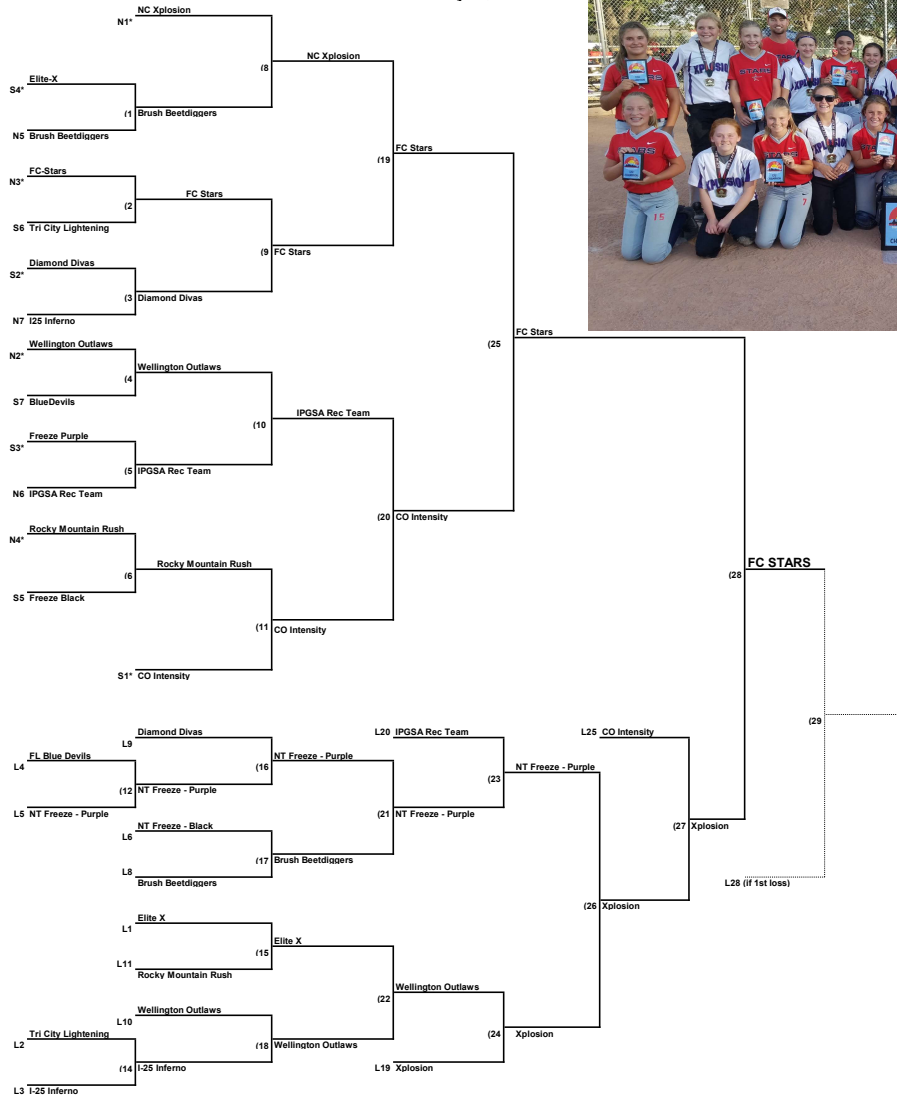 NC Xplosion
N1*
NC Xplosion
(8
Elite-X
S4*
(1 Brush Beetdiggers
N5 Brush Beetdiggers
FC Stars
(19
FC-Stars
N3*
FC Stars
(2
S6 Tri City Lightening
(9 FC Stars
Diamond Divas
S2*
(3 Diamond Divas
N7 I25 Inferno
FC Stars
(25
Wellington Outlaws
N2*
Wellington Outlaws
(4
S7 BlueDevils
IPGSA Rec Team
(10
Freeze Purple
S3*
(5 IPGSA Rec Team
N6 IPGSA Rec Team
(20 CO Intensity
Rocky Mountain Rush
N4*
Rocky Mountain Rush
(6
S5 Freeze Black
FC STARS
(28
(11 CO Intensity
S1* CO Intensity
(29
Diamond Divas
L9
L20 IPGSA Rec Team
L25 CO Intensity
FL Blue Devils
L4
NT Freeze - Purple
(16
NT Freeze - Purple
(23
(12 NT Freeze - Purple
L5 NT Freeze - Purple
(21 NT Freeze - Purple
NT Freeze - Black
L6
(27 Xplosion
(17 Brush Beetdiggers
L8
Brush Beetdiggers
L28 (if 1st loss)
(26 Xplosion
Elite X
L1
Elite X
(15
L11
Rocky Mountain Rush
Wellington Outlaws
(22
Wellington Outlaws
L10
Xplosion
(24
Tri City Lightening
L2
(18 Wellington Outlaws
(14 I-25 Inferno
L19 Xplosion
L3 I-25 Inferno
STARS
XPLOSION
STARS
XPLOSION
15
7